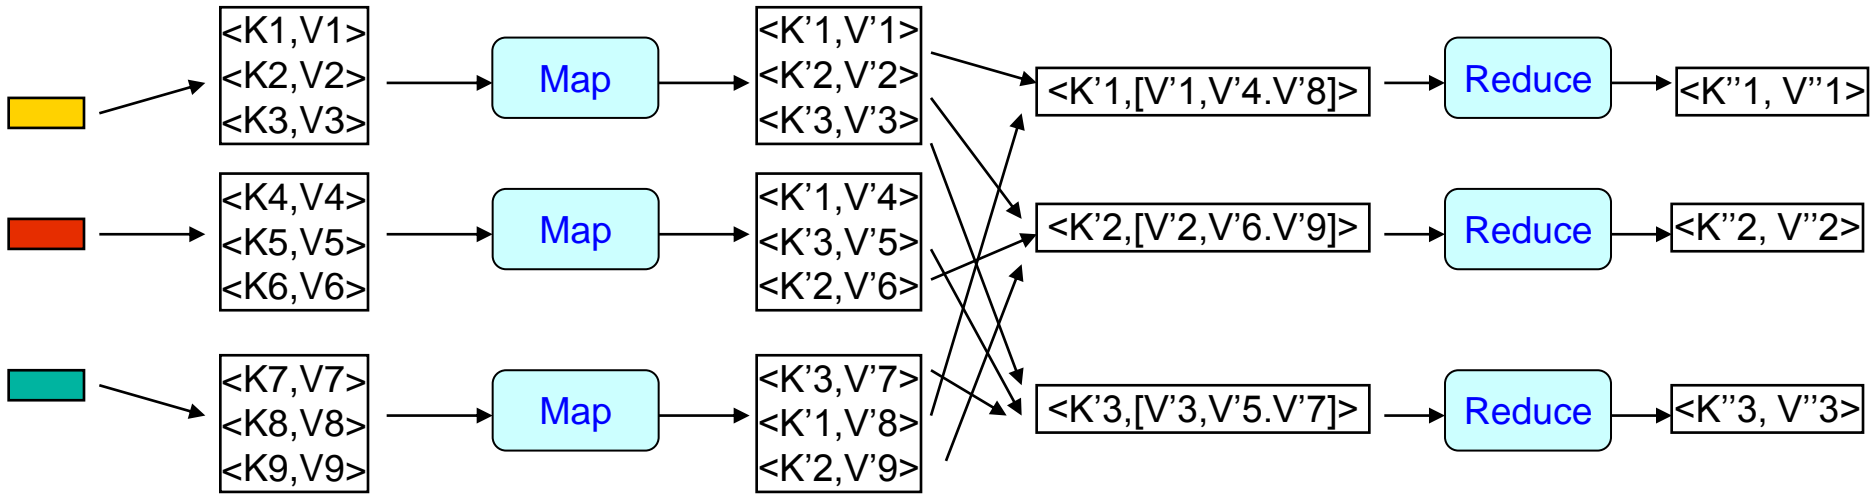 <K1,V1>
<K2,V2>
<K3,V3>
Map
<K’1,V’1>
<K’2,V’2>
<K’3,V’3>
<K’1,[V’1,V’4.V’8]>
Reduce
<K’’1, V’’1>
<K4,V4>
<K5,V5>
<K6,V6>
Map
<K’1,V’4>
<K’3,V’5>
<K’2,V’6>
<K’2,[V’2,V’6.V’9]>
Reduce
<K’’2, V’’2>
<K7,V7>
<K8,V8>
<K9,V9>
Map
<K’3,V’7>
<K’1,V’8>
<K’2,V’9>
<K’3,[V’3,V’5.V’7]>
Reduce
<K’’3, V’’3>